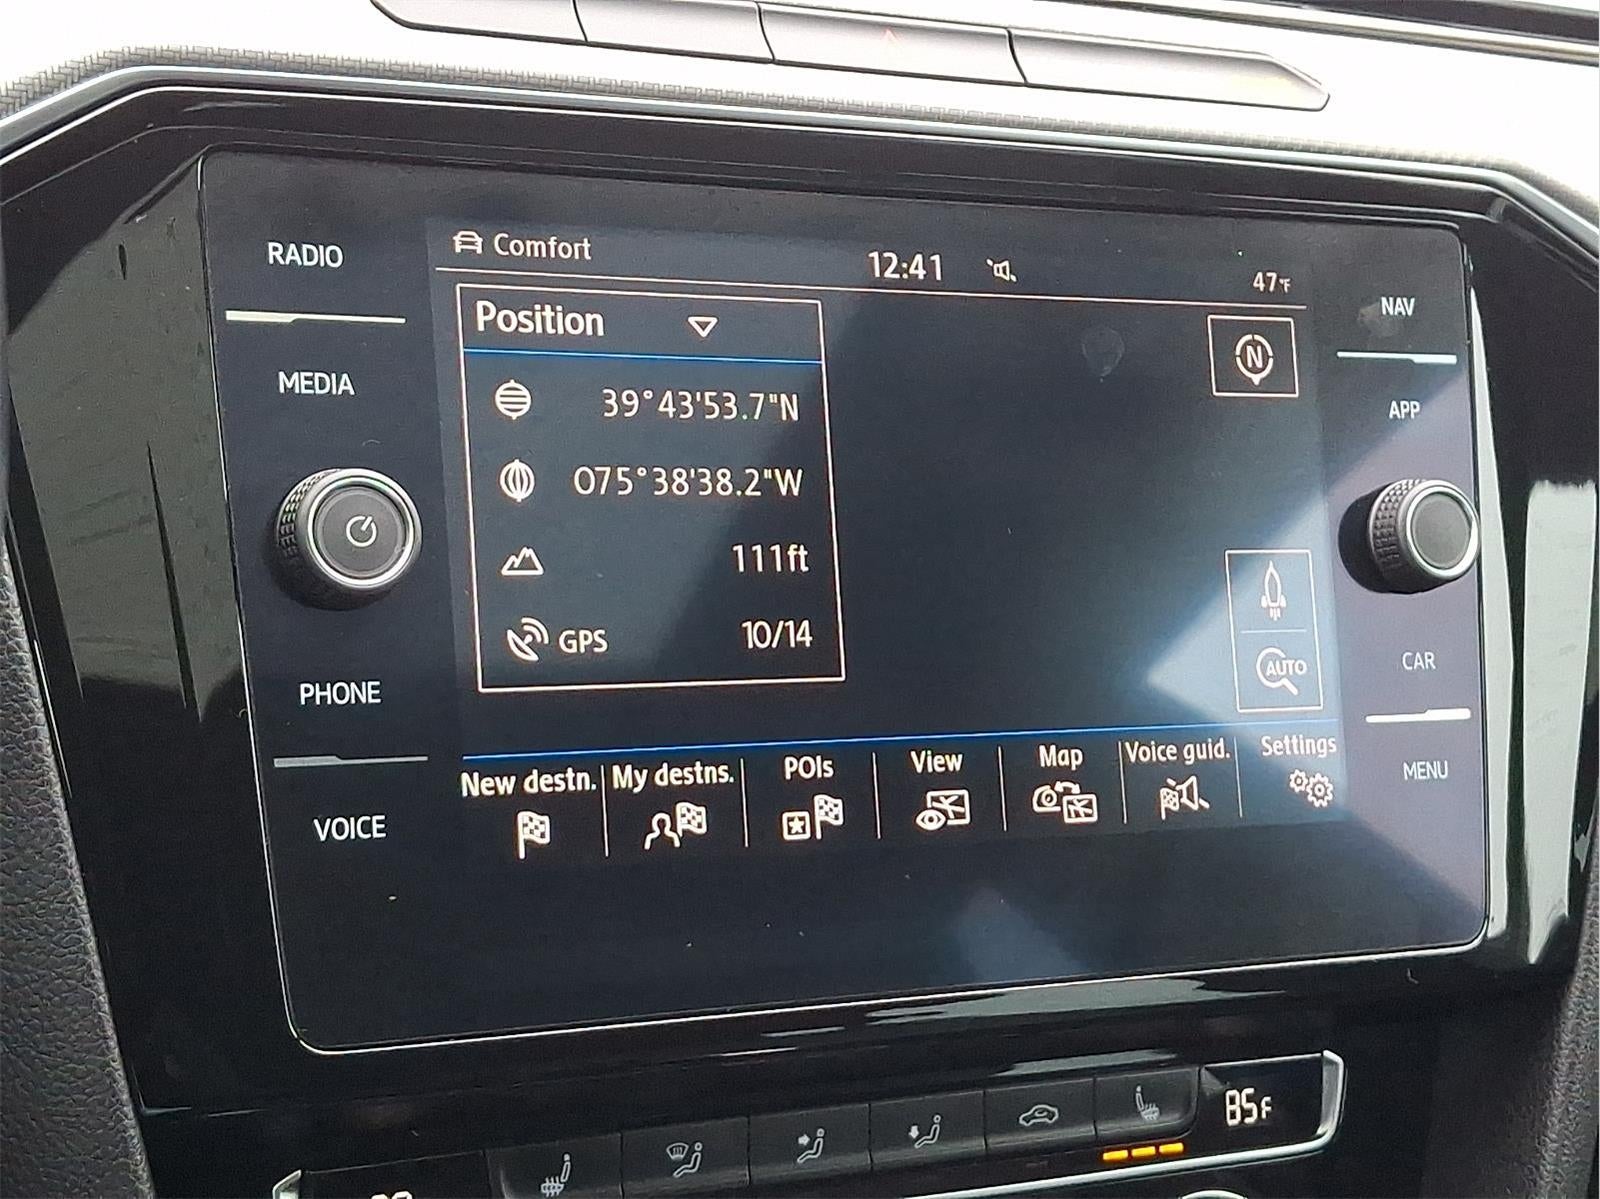 RADIO
MEDIA
PHONE
VOICE
Comfort
12:41
47°F
Position
39°43'53.7"N
075°38'38.2"W
111ft
GPS 10/14
N
AUTO
New destn.
My destns.
POIs
View
Map
Voice guid.
Settings
NAV
APP
CAR
MENU
85F